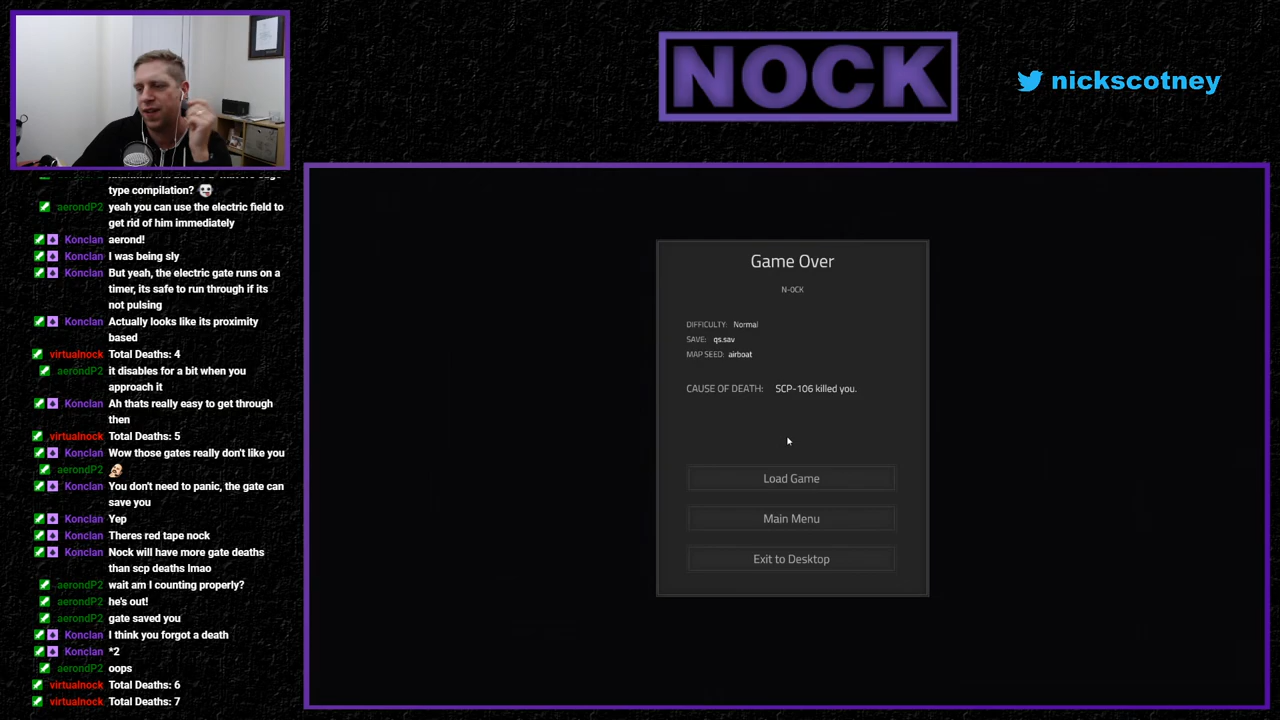 NOCK
nickscotney
type compilation?
aerondP2 yeah you can use the electric field to
get rid of him immediately
Konclan aerond!
Konclan I was being sly
Konclan But yeah, the electric gate runs on a
timer, its safe to run through if its
not pulsing
Konclan Actually looks like its proximity
based
virtualnock Total Deaths: 4
aerondP2 it disables for a bit when you
approach it
Konclan Ah thats really easy to get through
then
virtualnock Total Deaths: 5
Konclan Wow those gates really don't like you
aerondP2
Konclan You don't need to panic, the gate can
save you
Konclan Yep
Konclan Theres red tape nock
Konclan Nock will have more gate deaths
than scp deaths lmao
aerondP2 wait am I counting properly?
aerondP2 he's out!
aerondP2 gate saved you
Konclan I think you forgot a death
Konclan *2
aerondP2 oops
virtualnock Total Deaths: 6
virtualnock Total Deaths: 7
Game Over
N-0CK
DIFFICULTY: Normal
SAVE: qs.sav
MAP SEED: airboat
CAUSE OF DEATH: SCP-106 killed you.
Load Game
Main Menu
Exit to Desktop